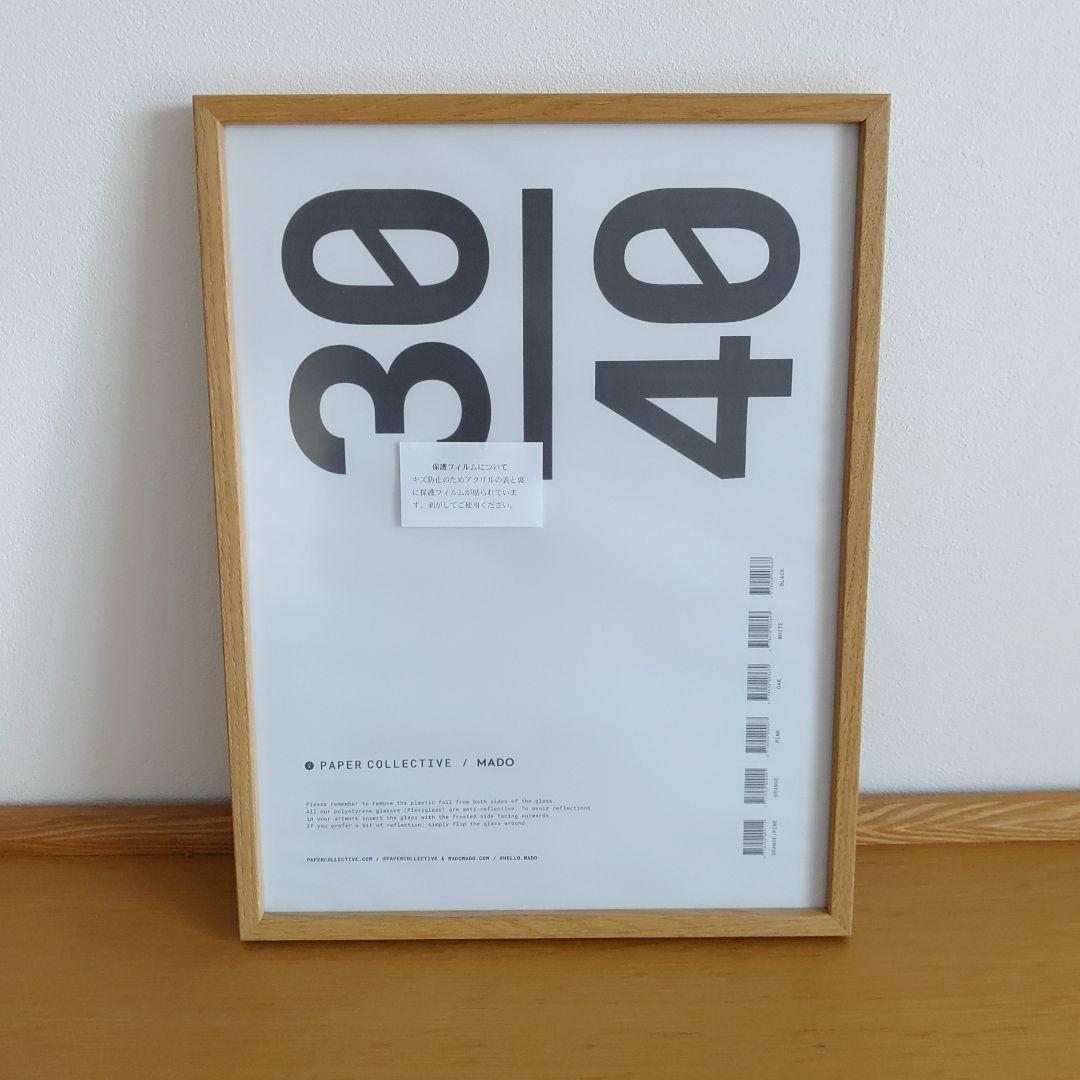 30
40
保護フィルムについて
キズ防止のためアクリルの表と裏
に保護フィルムが貼られていま
す。剥がしてご使用ください。
BLACK
WHITE
OAK
PINK
ORANGE
ORANGE/PINK
PAPER COLLECTIVE / MADO
Please remember to remove the plastic foil from both sides of the glass.
All our polystyrene glasses (Plexiglass) are anti-reflective. To avoid reflections
in your artwork insert the glass with the frosted side facing outwards.
If you prefer a bit of reflection, simply flip the glass around.
PAPERCOLLECTIVE.COM / @PAPERCOLLECTIVE & MADOMADO.COM / @HELLO.MADO